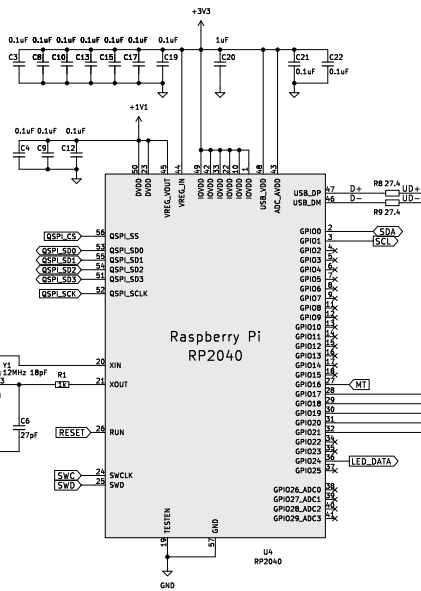 +3V3
0.1uF 0.1uF 0.1uF 0.1uF 0.1uF 0.1uF 0.1uF 1uF
C3 C8 C10 C13 C15 C17 C19 C20 C21 C22
0.1uF 0.1uF
+1V1
0.1uF 0.1uF 0.1uF
C4 C9 C12
50 23 45 44 49 42 33 22 10 1 48 43
DVDD DVDD VREG_VOUT VREG_IN IOVDD IOVDD IOVDD IOVDD IOVDD IOVDD USB_VDD ADC_AVDD
USB_DP 47 D+ R8 27.4 UD+
USB_DM 46 D- R9 27.4 UD-
QSPI_CS 56 QSPI_SS
QSPI_SD0 53 QSPI_SD0
QSPI_SD1 55 QSPI_SD1
QSPI_SD2 54 QSPI_SD2
QSPI_SD3 51 QSPI_SD3
QSPI_SCK 52 QSPI_SCLK
GPIO0 2 SDA
GPIO1 3 SCL
GPIO2 4
GPIO3 5
GPIO4 6
GPIO5 7
GPIO6 8
GPIO7 9
GPIO8 11
GPIO9 12
GPIO10 13
GPIO11 14
GPIO12 15
GPIO13 16
GPIO14 17
GPIO15 18
GPIO16 27 MT
GPIO17 28
GPIO18 29
GPIO19 30
GPIO20 31
GPIO21 32
GPIO22 34
GPIO23 35
GPIO24 36 LED_DATA
GPIO25 37
GPIO26_ADC0 38
GPIO27_ADC1 39
GPIO28_ADC2 40
GPIO29_ADC3 41
Raspberry Pi
RP2040
Y1
12MHz 18pF
20 XIN
R1
1k
21 XOUT
C6
27pF
RESET 26 RUN
SWC 24 SWCLK
SWD 25 SWD
TESTEN GND
19 57
U4
RP2040
GND